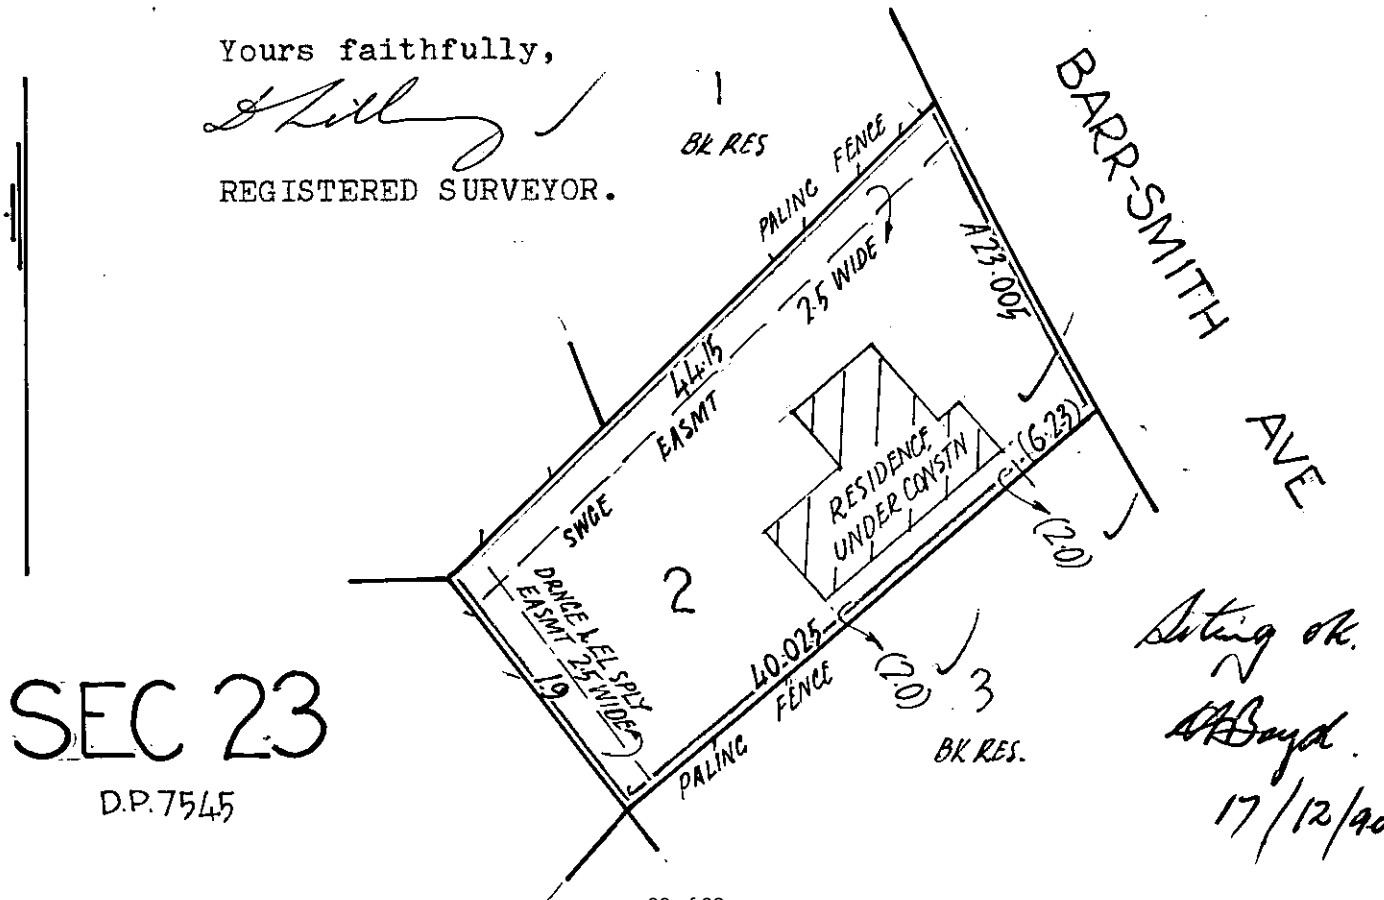 Yours faithfully,
REGISTERED SURVEYOR.
1
BK RES
PALING FENCE
BARR-SMITH
AVE
A 23.005
2.5 WIDE
44.15
EASMT
SWGE
(6.23)
RESIDENCE
UNDER CONSTN
(2.0)
DRNGE & EL SPLY
EASMT 2.5 WIDE
2
19
40.025
(2.0)
PALING FENCE
3
BK RES.
SEC 23
D.P. 7545
Siting ok.
17/12/90